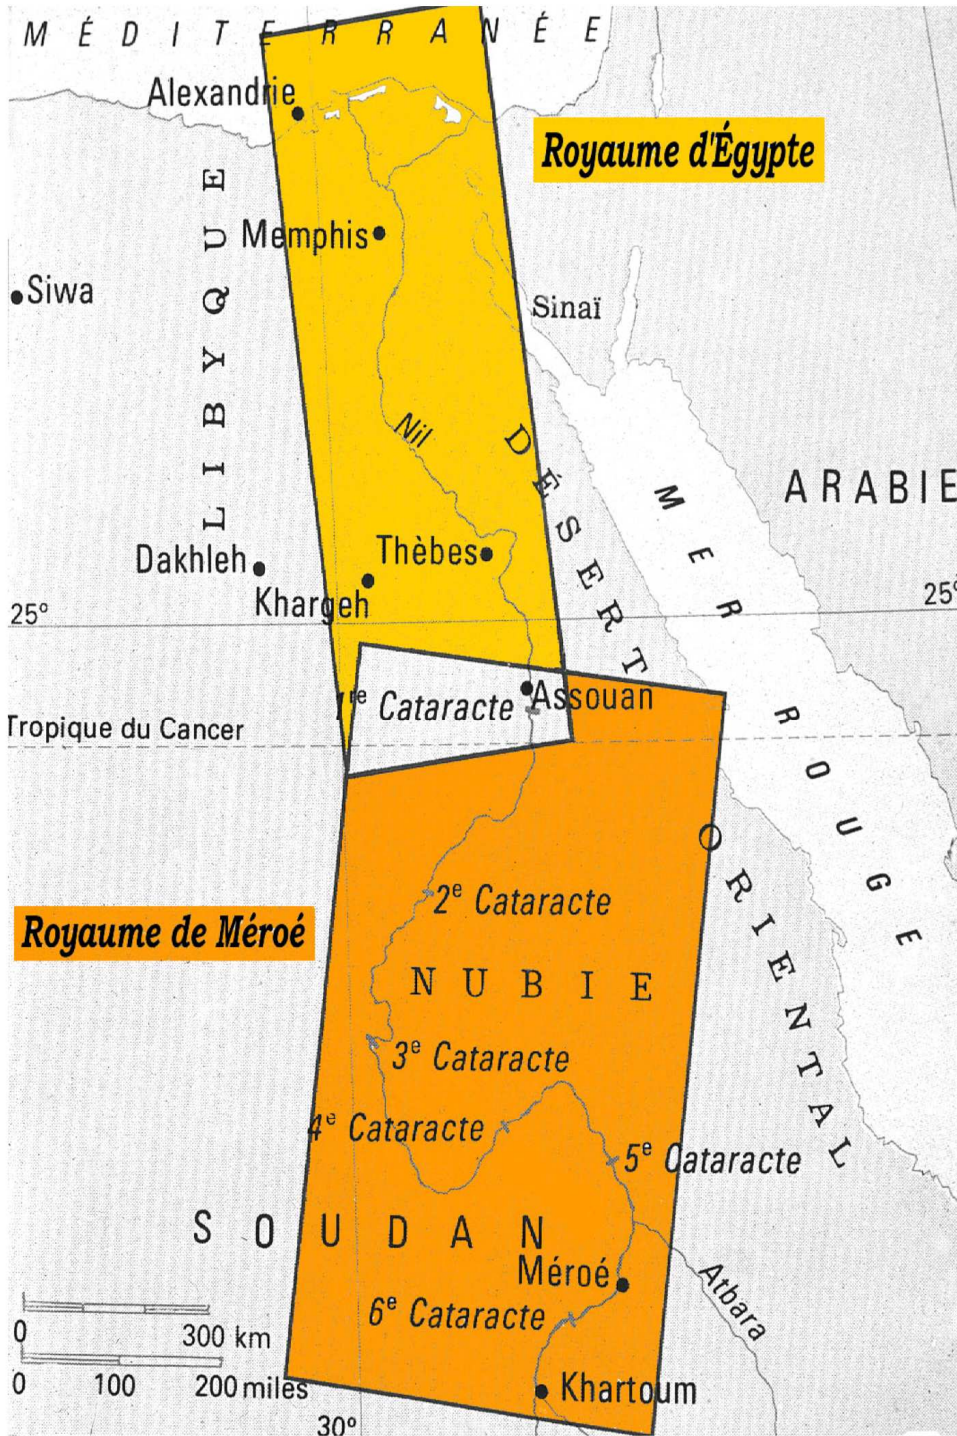 MÉDITERRANÉE
Alexandrie
Royaume d'Égypte
LIBYQUE
Memphis
Siwa
Sinaï
Nil
DÉSERT
ARABIE
MER ROUGE
Dakhleh
Thèbes
Khargeh
25°
25°
1re Cataracte
Assouan
Tropique du Cancer
ORIENTAL
2e Cataracte
Royaume de Méroé
NUBIE
3e Cataracte
4e Cataracte
5e Cataracte
SOUDAN
Méroé
Atbara
6e Cataracte
0 300 km
0 100 200 miles
Khartoum
30°